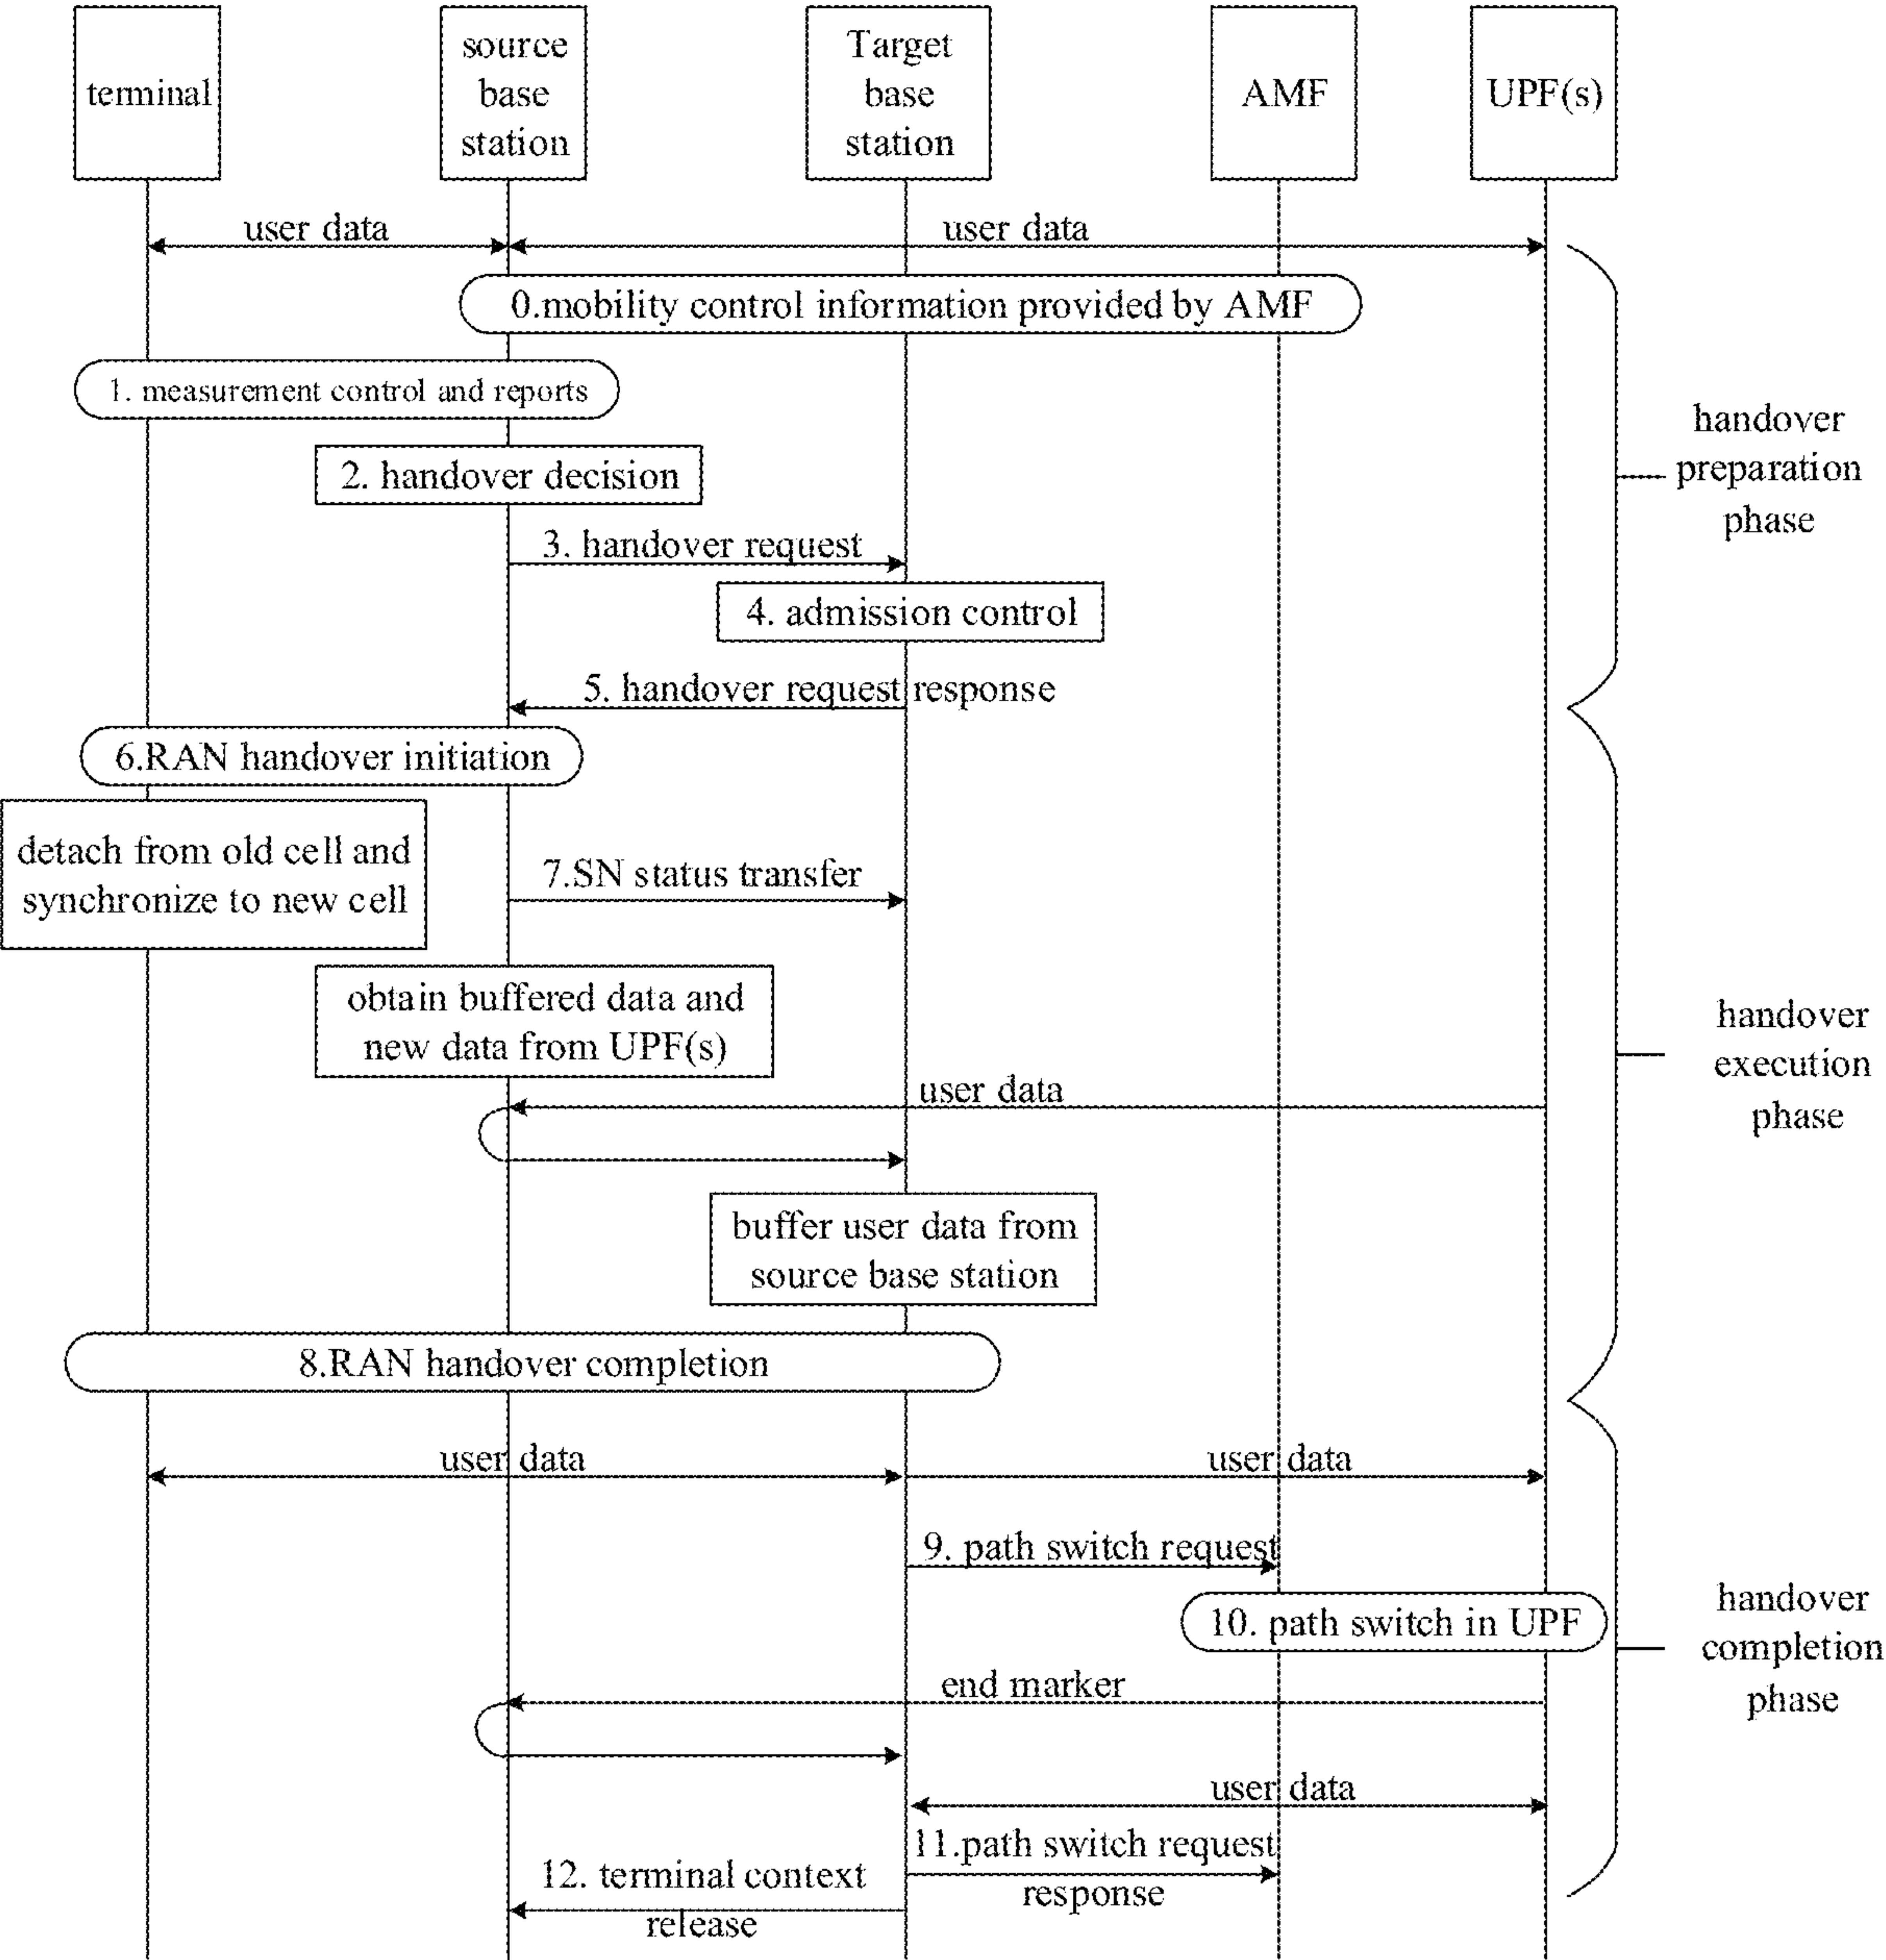 terminal
source
base
station
Target
base
station
AMF
UPF(s)
user data
user data
0.mobility control information provided by AMF
1. measurement control and reports
2. handover decision
3. handover request
4. admission control
5. handover request response
handover
preparation
phase
6.RAN handover initiation
detach from old cell and
synchronize to new cell
7.SN status transfer
obtain buffered data and
new data from UPF(s)
user data
buffer user data from
source base station
handover
execution
phase
8.RAN handover completion
user data
user data
9. path switch request
10. path switch in UPF
end marker
user data
11.path switch request
response
12. terminal context
release
handover
completion
phase